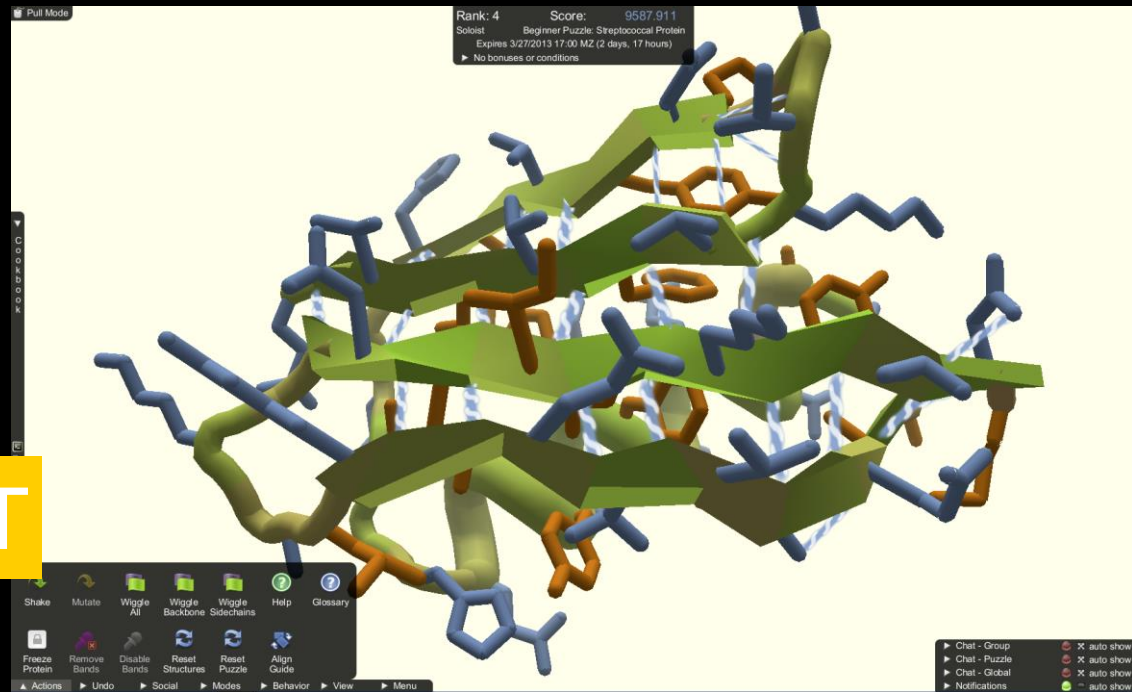 Pull Mode
Rank: 4 Score: 9587.911
Soloist Beginner Puzzle: Streptococcal Protein
Expires 3/27/2013 17:00 MZ (2 days, 17 hours)
▶ No bonuses or conditions
Cookbook
Shake Mutate Wiggle All Wiggle Backbone Wiggle Sidechains Help Glossary
Freeze Protein Remove Bands Disable Bands Reset Structures Reset Puzzle Align Guide
▲ Actions ▶ Undo ▶ Social ▶ Modes ▶ Behavior ▶ View ▶ Menu
▶ Chat - Group auto show
▶ Chat - Puzzle auto show
▶ Chat - Global auto show
▶ Notifications auto show